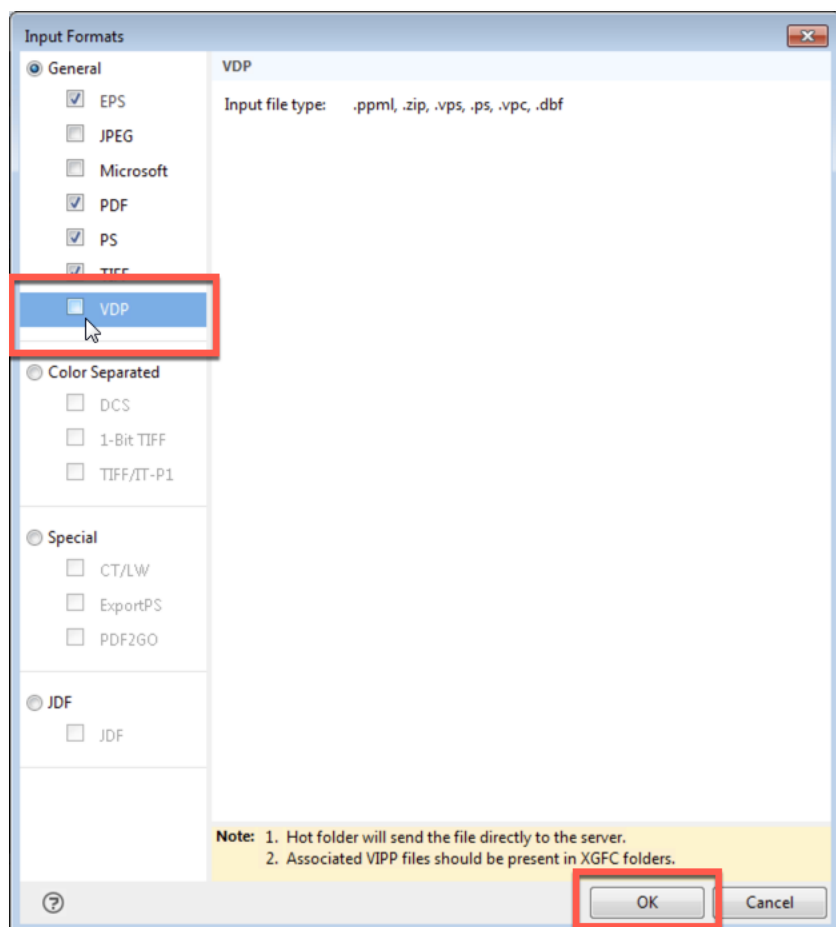 Input Formats
General
EPS
JPEG
Microsoft
PDF
PS
TIFF
VDP
Color Separated
DCS
1-Bit TIFF
TIFF/IT-P1
Special
CT/LW
ExportPS
PDF2GO
JDF
JDF
VDP
Input file type: .ppml, .zip, .vps, .ps, .vpc, .dbf
Note: 1. Hot folder will send the file directly to the server.
2. Associated VIPP files should be present in XGFC folders.
?
OK Cancel